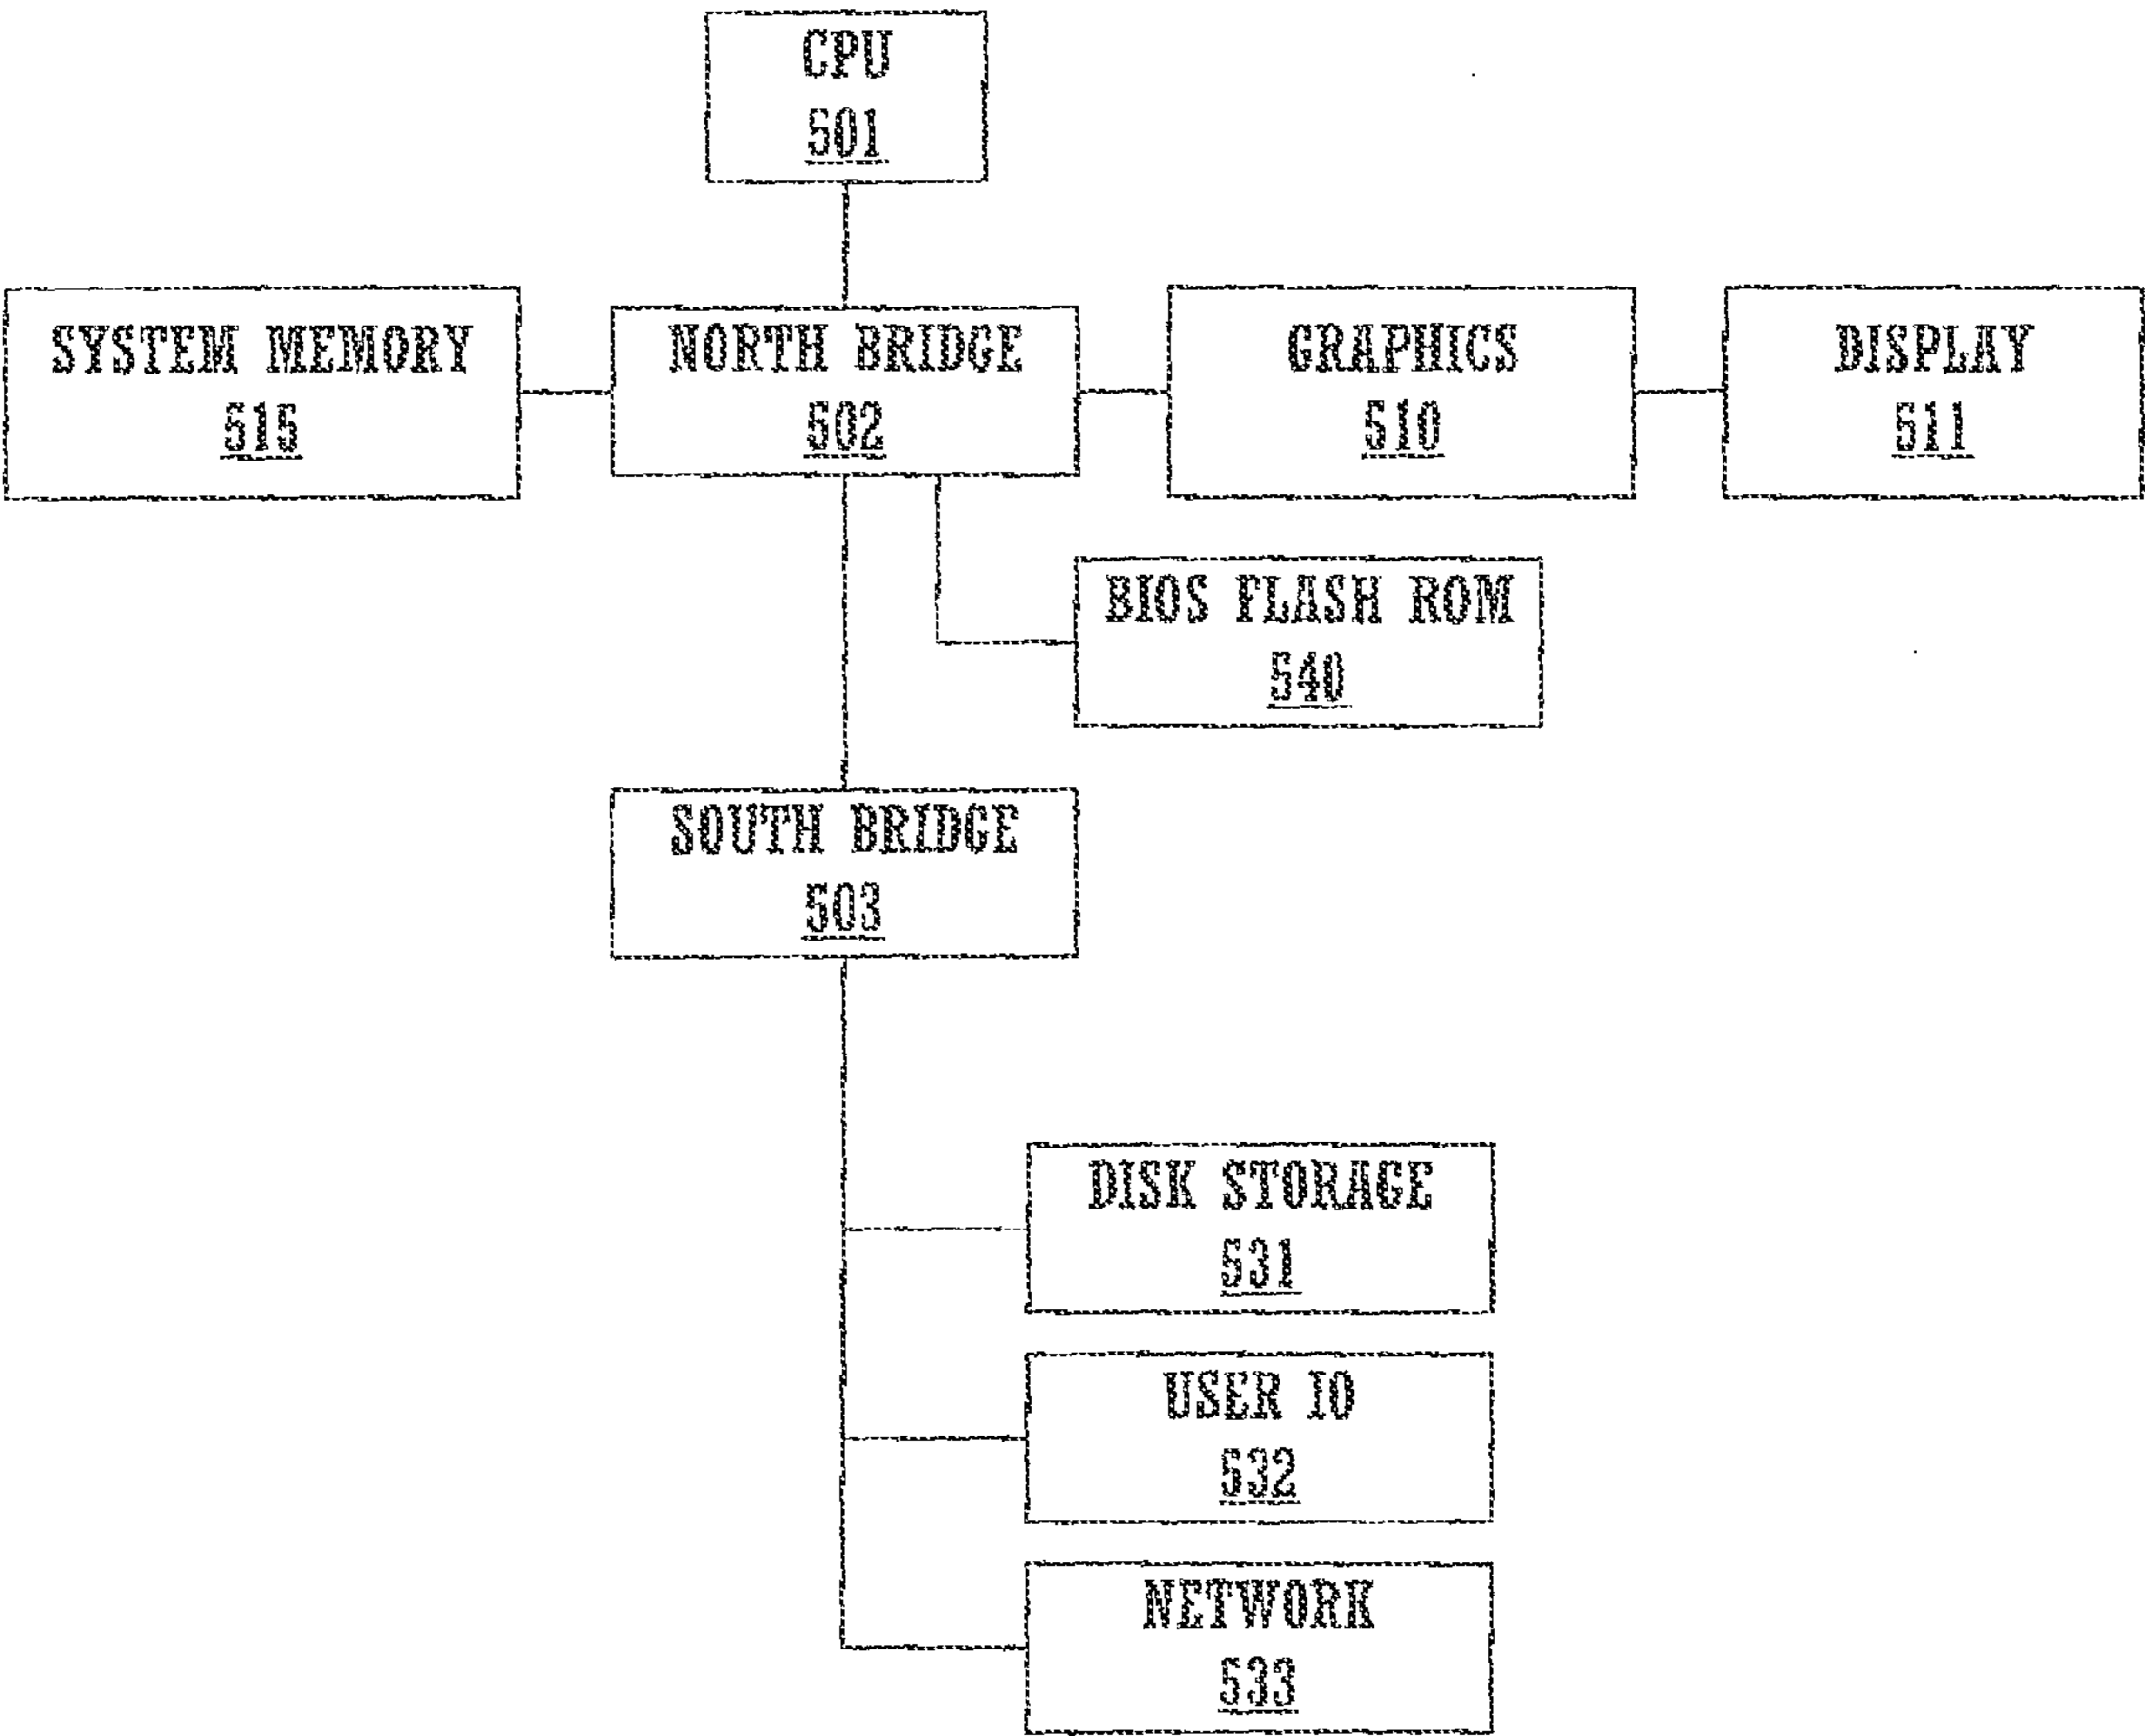 CPU
501
SYSTEM MEMORY
515
NORTH BRIDGE
502
GRAPHICS
510
DISPLAY
511
BIOS FLASH ROM
540
SOUTH BRIDGE
503
DISK STORAGE
531
USER IO
532
NETWORK
533